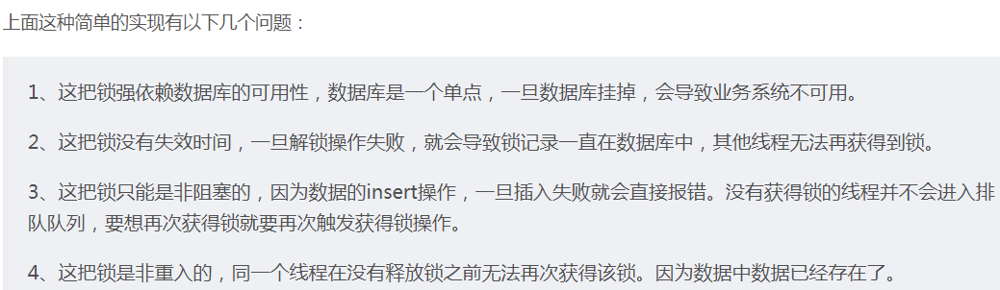 上面这种简单的实现有以下几个问题：
1、这把锁强依赖数据库的可用性，数据库是一个单点，一旦数据库挂掉，会导致业务系统不可用。
2、这把锁没有失效时间，一旦解锁操作失败，就会导致锁记录一直在数据库中，其他线程无法再获得到锁。
3、这把锁只能是非阻塞的，因为数据的insert操作，一旦插入失败就会直接报错。没有获得锁的线程并不会进入排
队队列，要想再次获得锁就要再次触发获得锁操作。
4、这把锁是非重入的，同一个线程在没有释放锁之前无法再次获得该锁。因为数据中数据已经存在了。